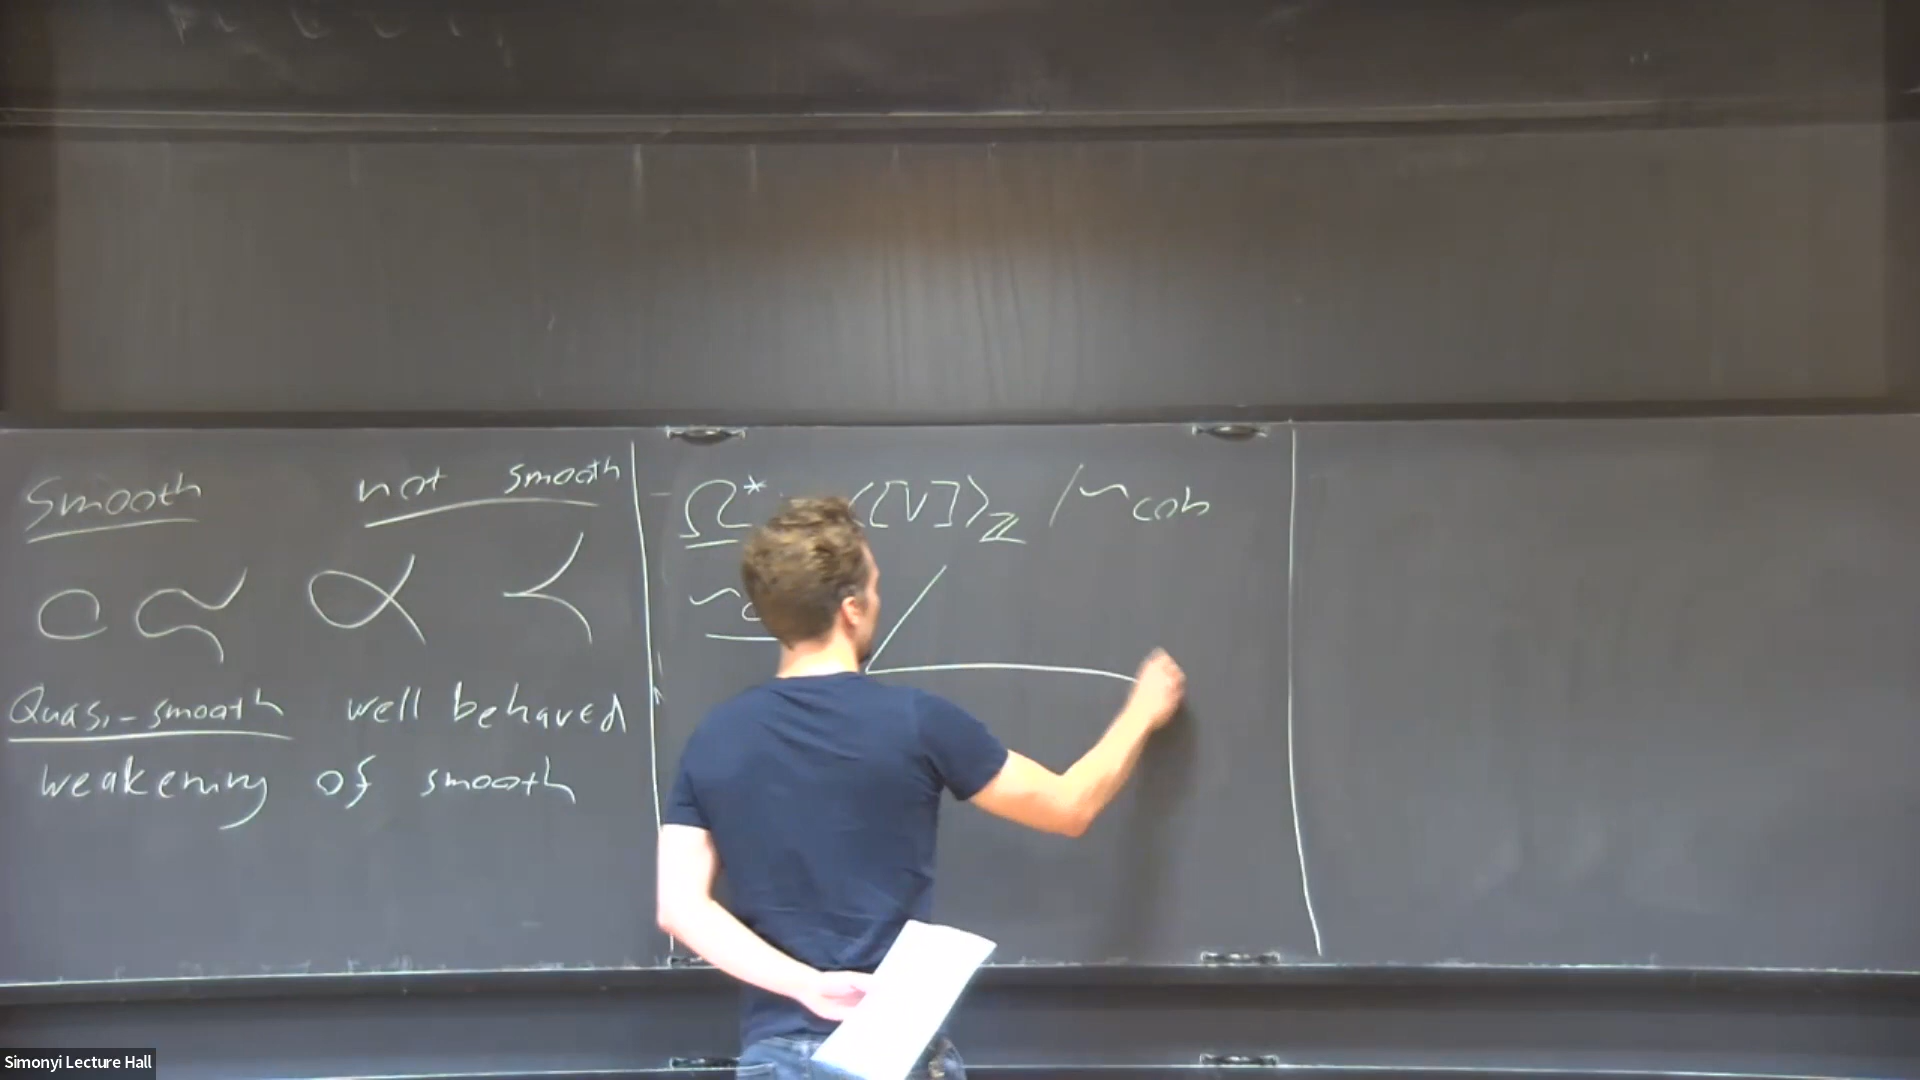 Smooth not smooth
Quasi-smooth well behaved
weakening of smooth
Ω* ⟨[V]⟩ℤ /~cob
Simonyi Lecture Hall